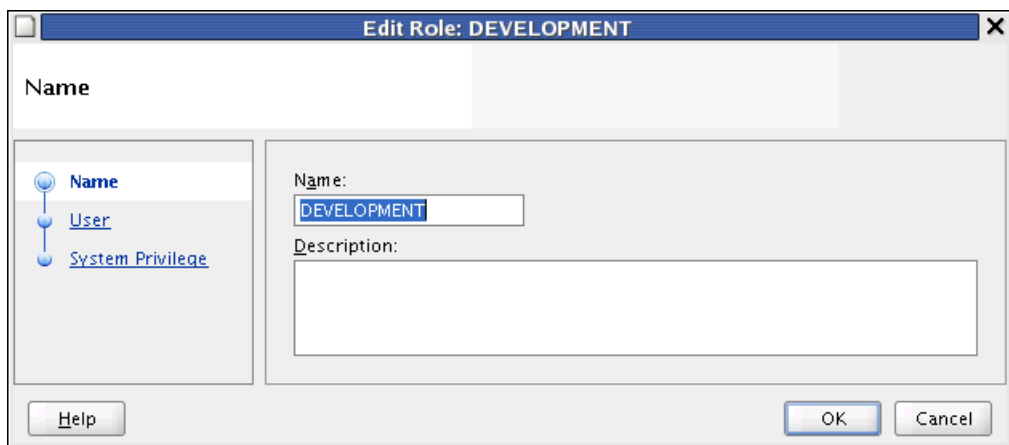 Edit Role: DEVELOPMENT
Name
Name
User
System Privilege
Name:
DEVELOPMENT
Description:
Help
OK
Cancel